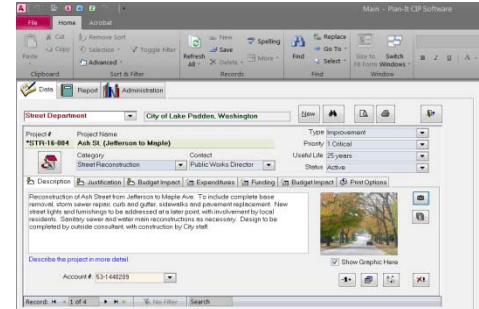 Main - Plan-It CIP Software
File Home Acrobat
Cut
Copy
Paste
Clipboard
Remove Sort
Selection Toggle Filter
Advanced
Sort & Filter
Refresh All
New
Save
Delete
Spelling
More
Records
Find
Replace
Go To
Select
Find
Size to Fit Form
Switch Windows
Window
B I U A
Data Report Administration
Street Department City of Lake Padden, Washington New
Project # Project Name
*STR-16-004 Ash St. (Jefferson to Maple)
Category Contact
Street Reconstruction Public Works Director
Type Improvement
Priority 1 Critical
Useful Life 25 years
Status Active
Description Justification Budget Impact Expenditures Funding Budget Impact Print Options
Reconstruction of Ash Street from Jefferson to Maple Ave. To include complete base
removal, storm sewer repair, curb and gutter, sidewalks and pavement replacement. New
street lights and furnishings to be addressed at a later point, with involvement by local
residents. Sanitary sewer and water main reconstructions as necessary. Design to be
completed by outside consultant, with construction by City staff.
Describe the project in more detail.
Show Graphic Here
Account #: 53-1440209
Record: 1 of 4 No Filter Search